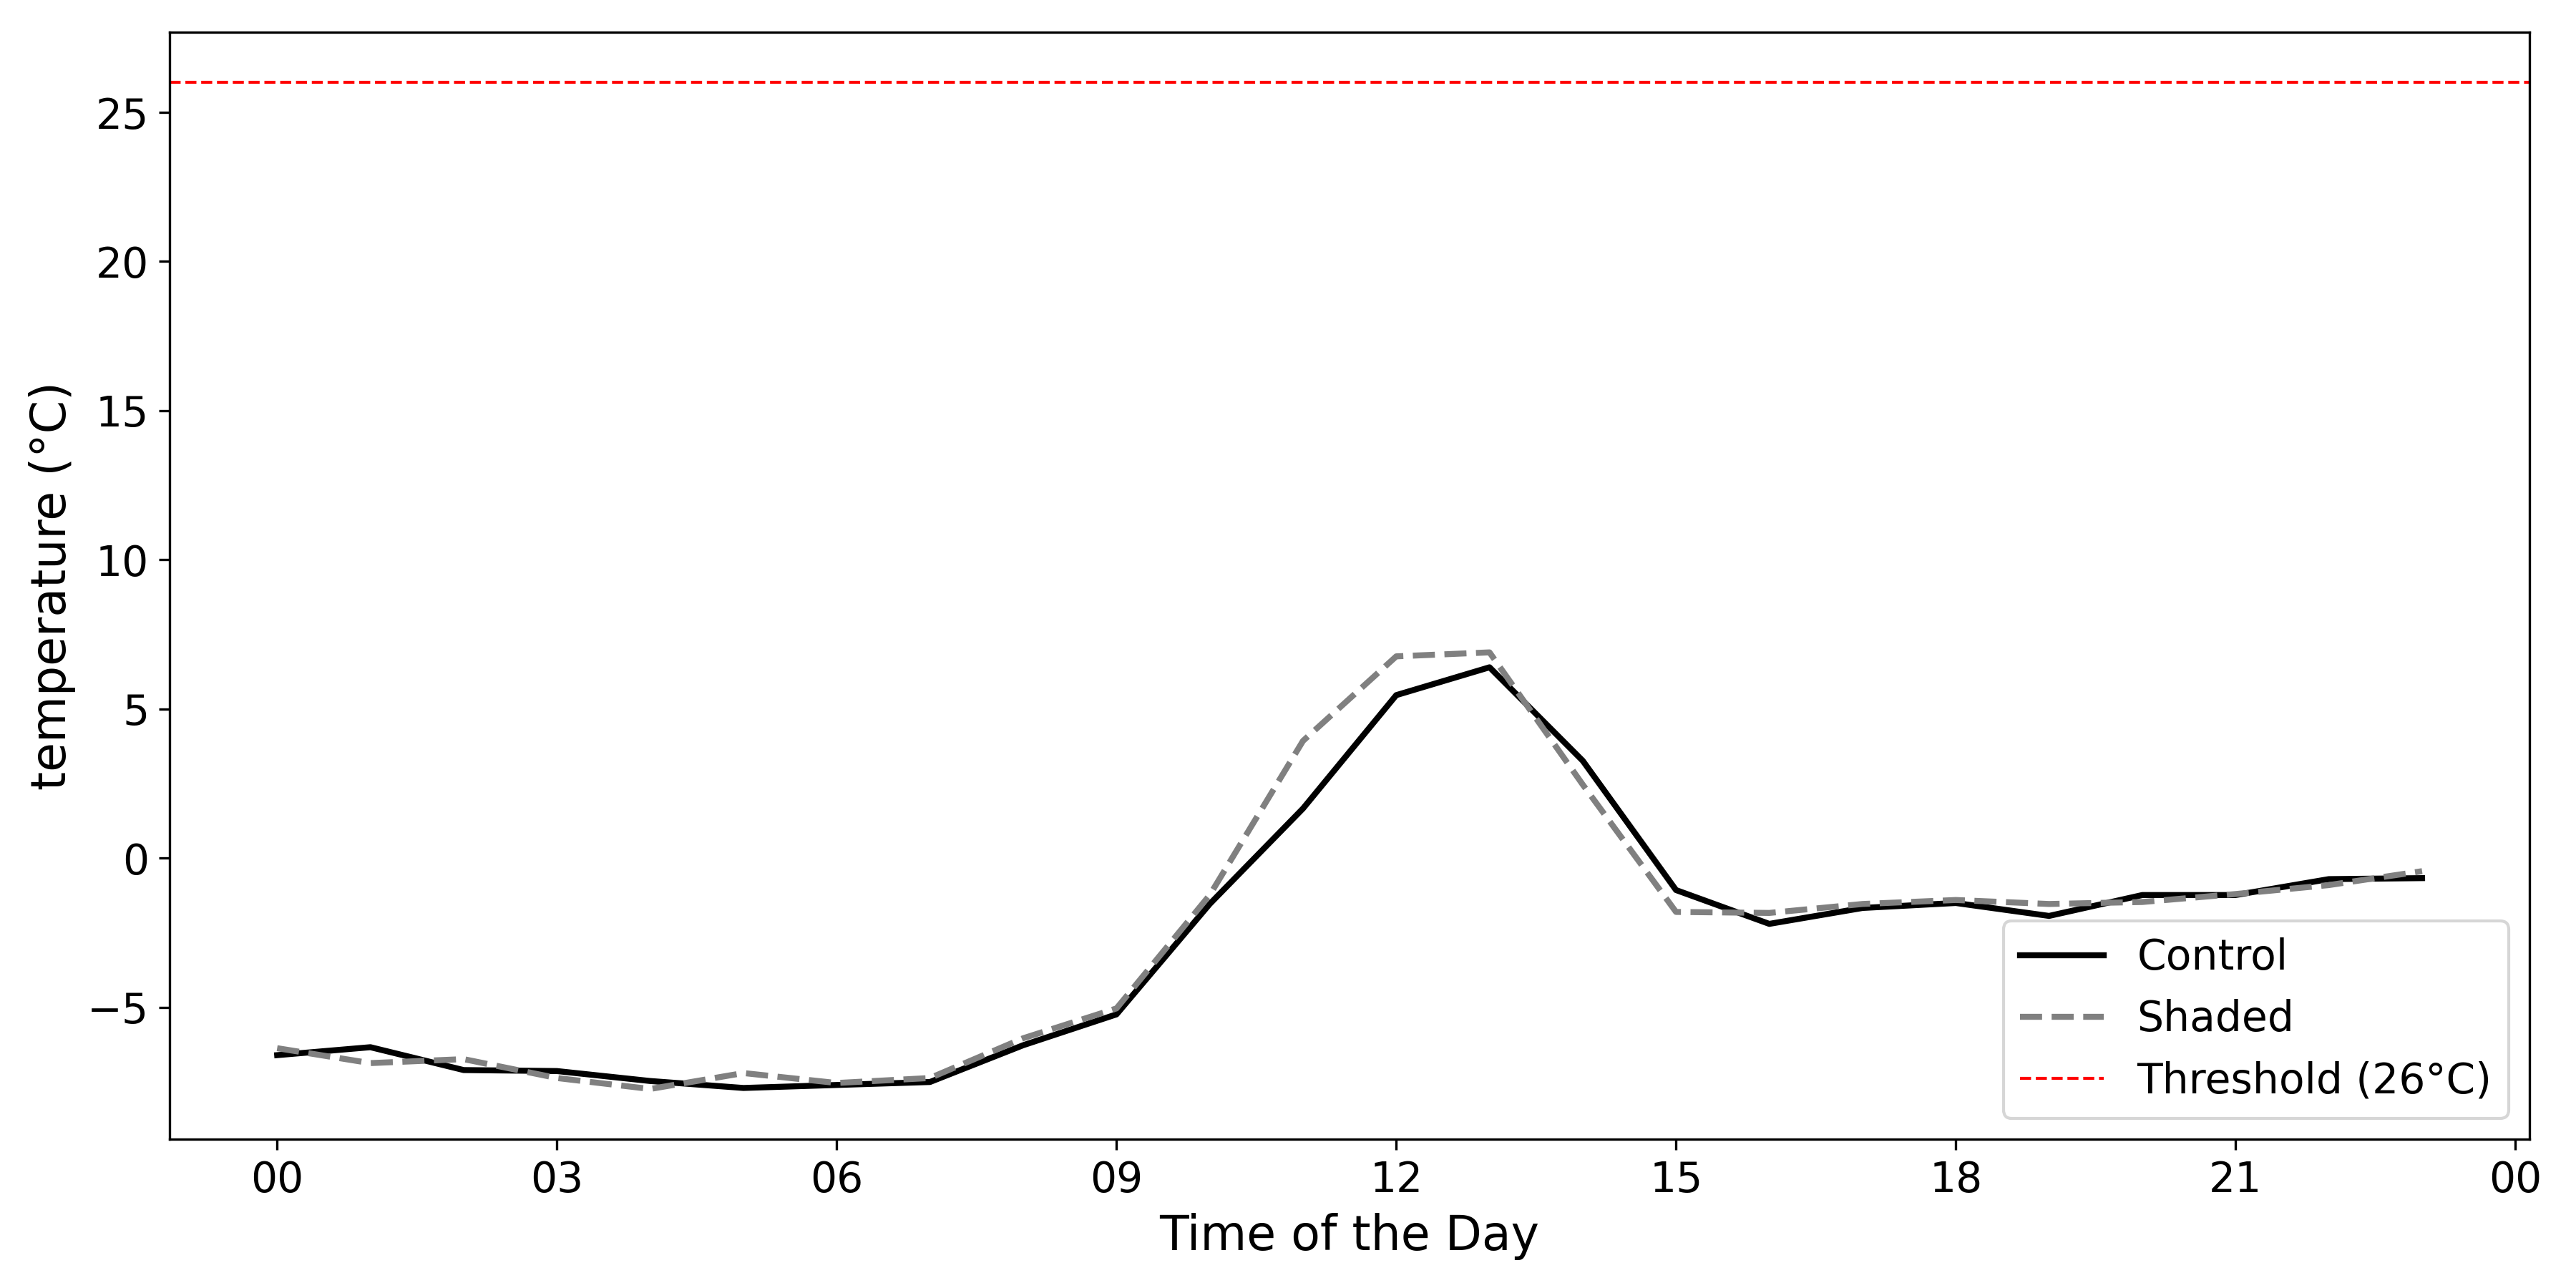 25
20
15
10
5
0
−5
temperature (°C)
00 03 06 09 12 15 18 21 00
Time of the Day
Control
Shaded
Threshold (26°C)